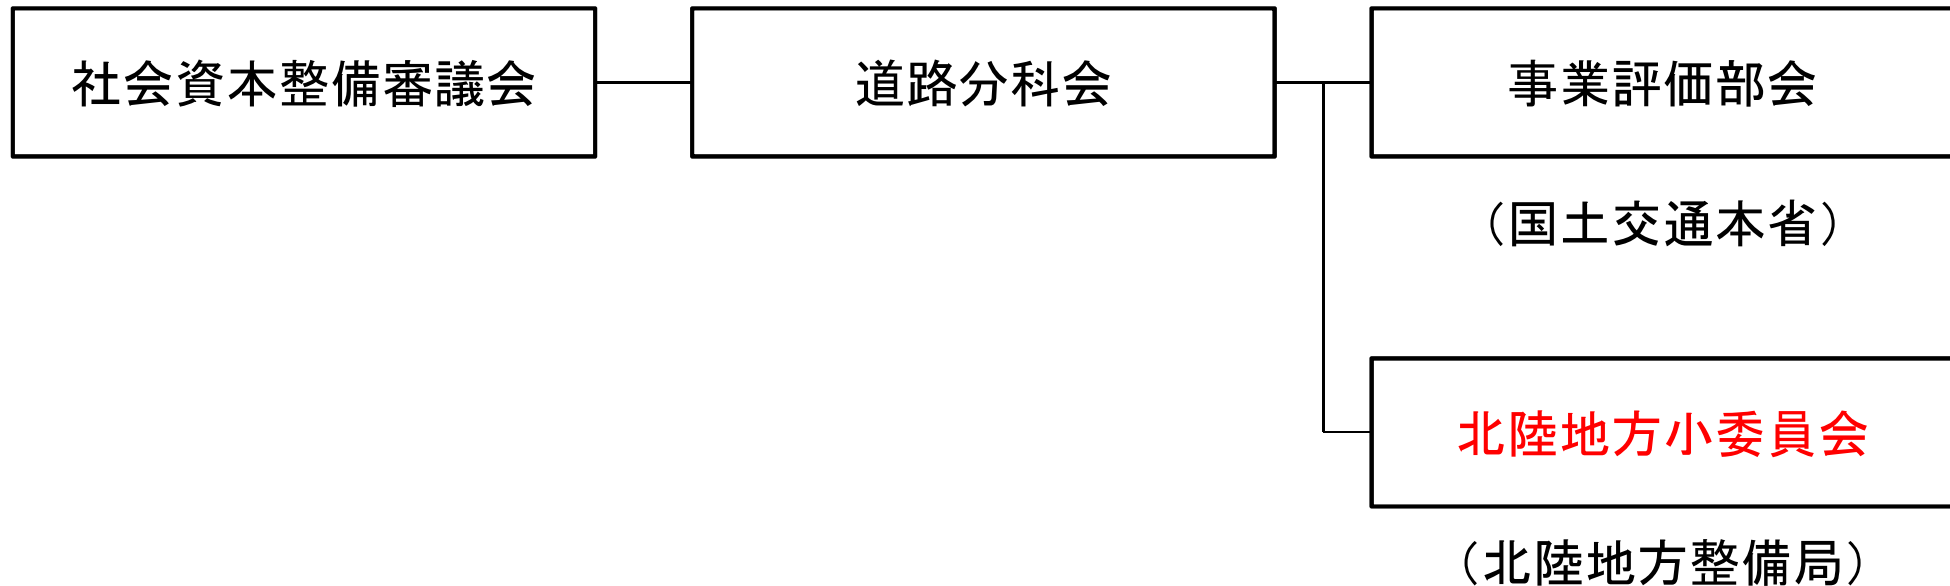 社会資本整備審議会
道路分科会
事業評価部会
（国土交通本省）
北陸地方小委員会
（北陸地方整備局）